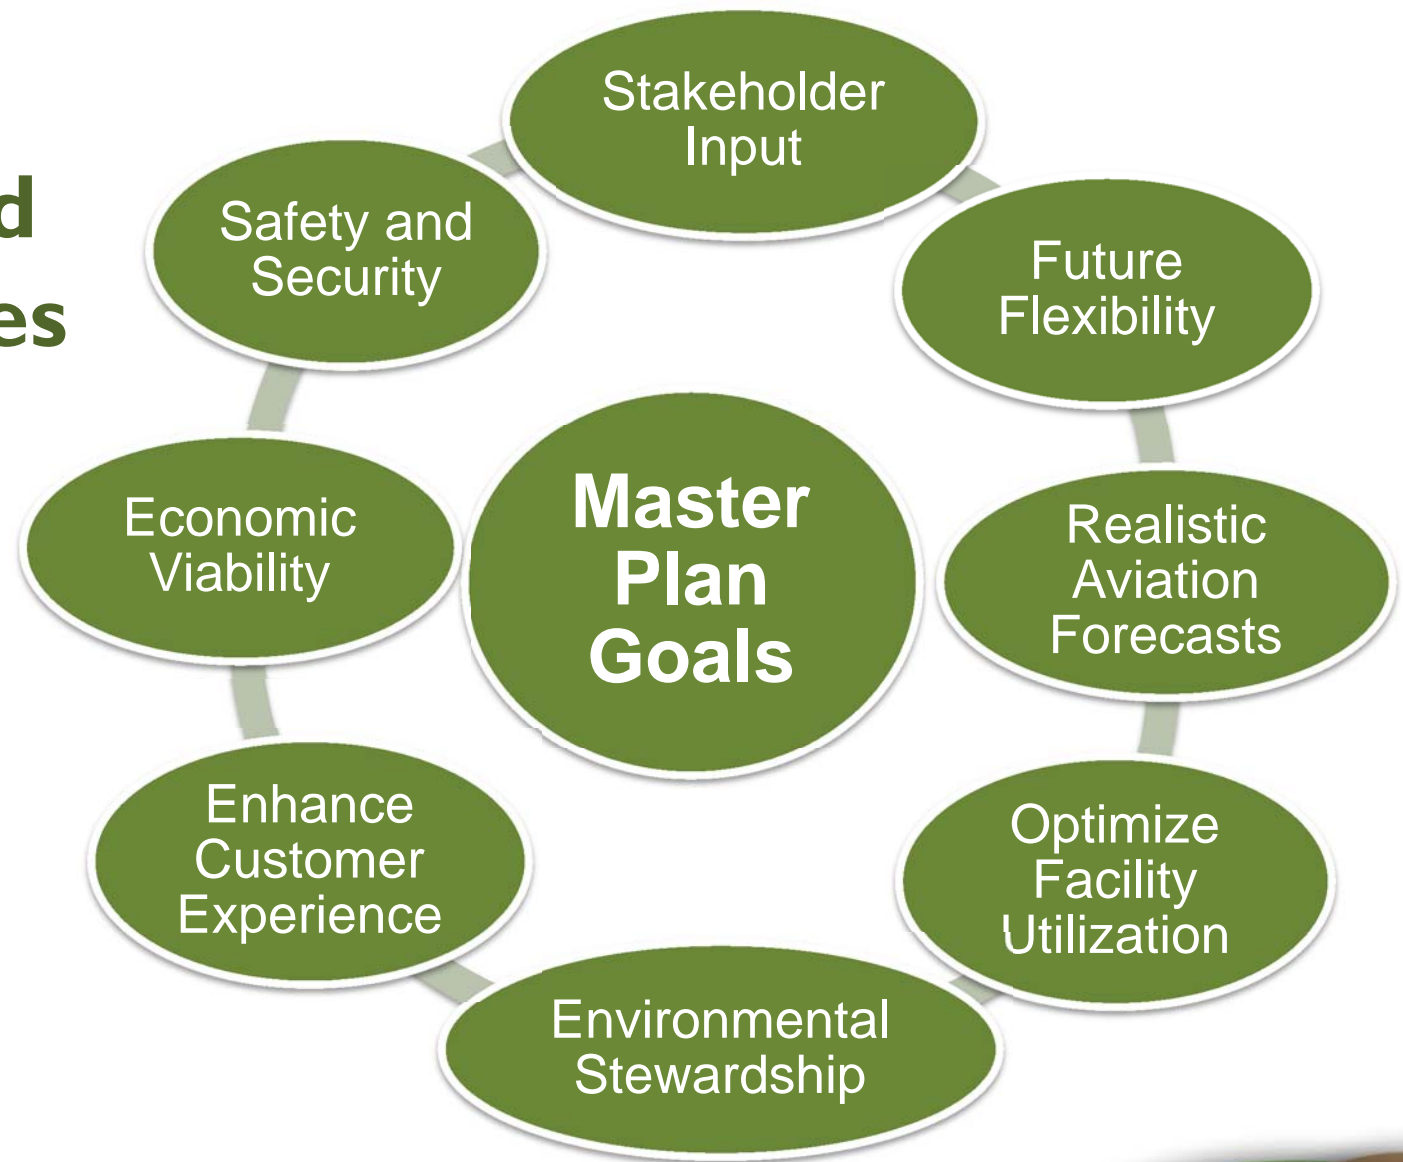 d
es
Stakeholder
Input
Future
Flexibility
Realistic
Aviation
Forecasts
Optimize
Facility
Utilization
Environmental
Stewardship
Enhance
Customer
Experience
Economic
Viability
Safety and
Security
Master
Plan
Goals